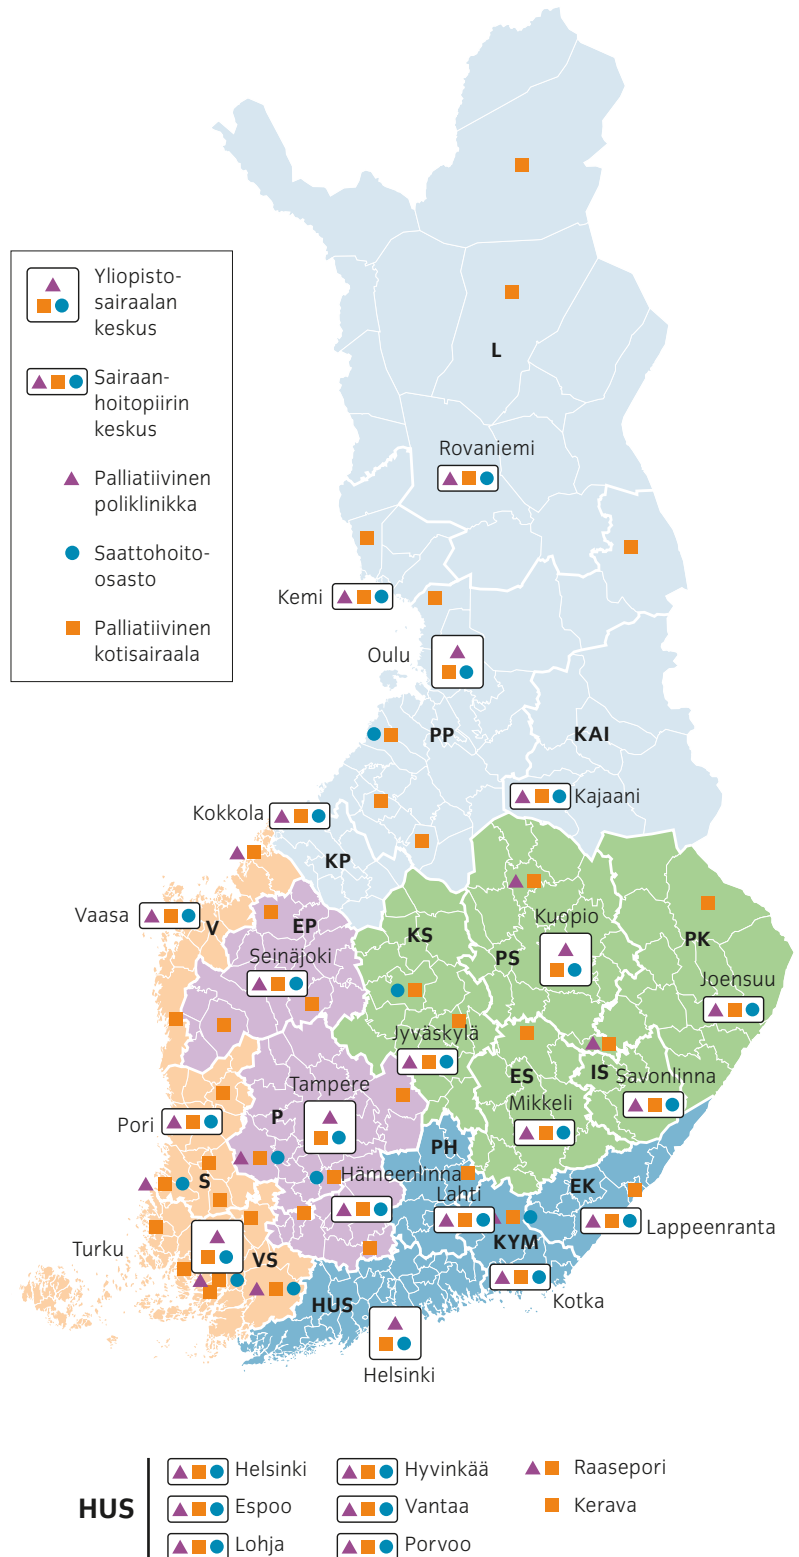 Yliopisto-
sairaalan
keskus
Sairaan-
hoitopiirin
keskus
Palliatiivinen
poliklinikka
Saattohoito-
osasto
Palliatiivinen
kotisairaala
L
Rovaniemi
Kemi
Oulu
PP
KAI
Kajaani
Kokkola
KP
Vaasa
V
EP
Seinäjoki
KS
PS
Kuopio
PK
Joensuu
Jyväskylä
ES
IS
Savonlinna
Mikkeli
Tampere
P
Pori
PH
Hämeenlinna
S
EK
Lahti
Lappeenranta
KYM
Turku
VS
Kotka
HUS
Helsinki
HUS
Helsinki
Hyvinkää
Raasepori
Espoo
Vantaa
Kerava
Lohja
Porvoo